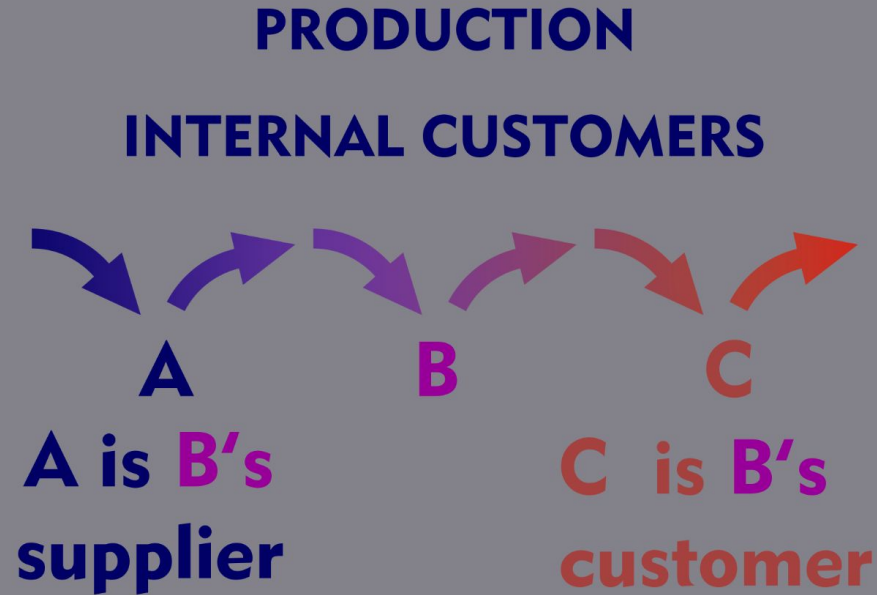 PRODUCTION
INTERNAL CUSTOMERS
A B C
A is B's C is B's
supplier customer